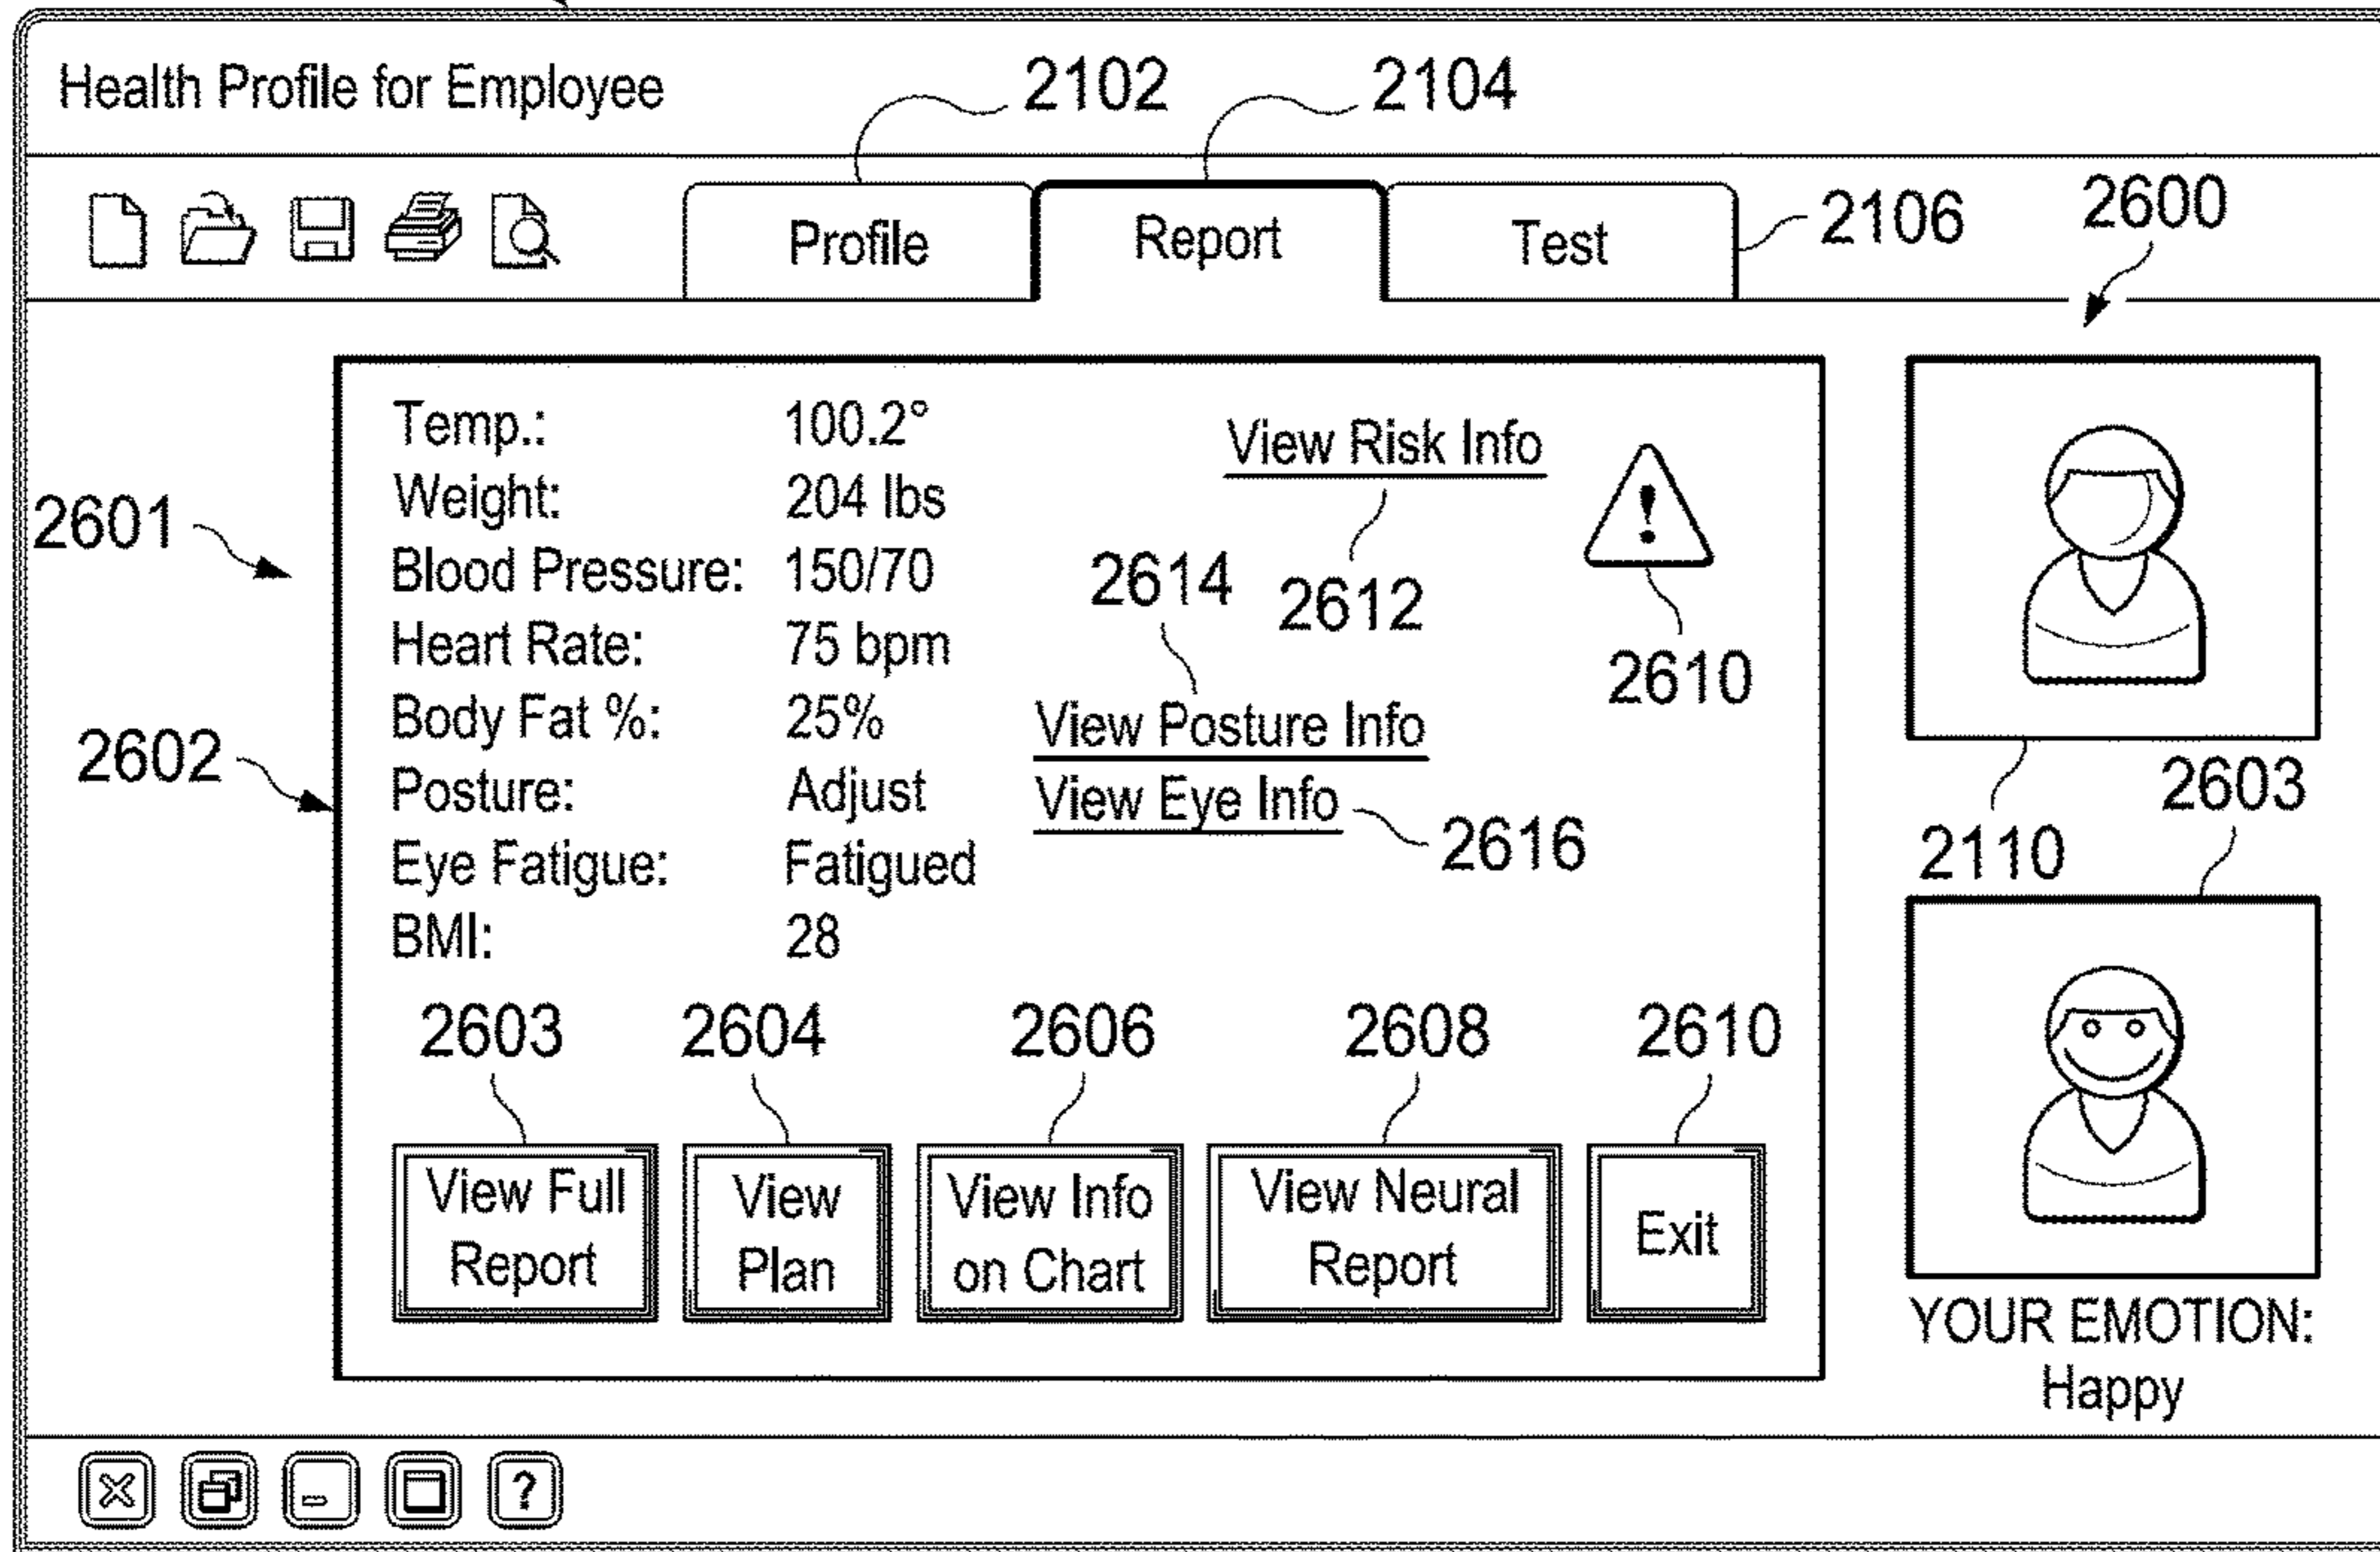 Health Profile for Employee
2102
2104
Profile
Report
Test
2106
2600
Temp.: 100.2°
Weight: 204 lbs
Blood Pressure: 150/70
Heart Rate: 75 bpm
Body Fat %: 25%
Posture: Adjust
Eye Fatigue: Fatigued
BMI: 28
View Risk Info
!
2601
2614
2612
2610
2602
View Posture Info
View Eye Info
2616
2110
2603
2603
2604
2606
2608
2610
View Full
Report
View
Plan
View Info
on Chart
View Neural
Report
Exit
YOUR EMOTION:
Happy
?